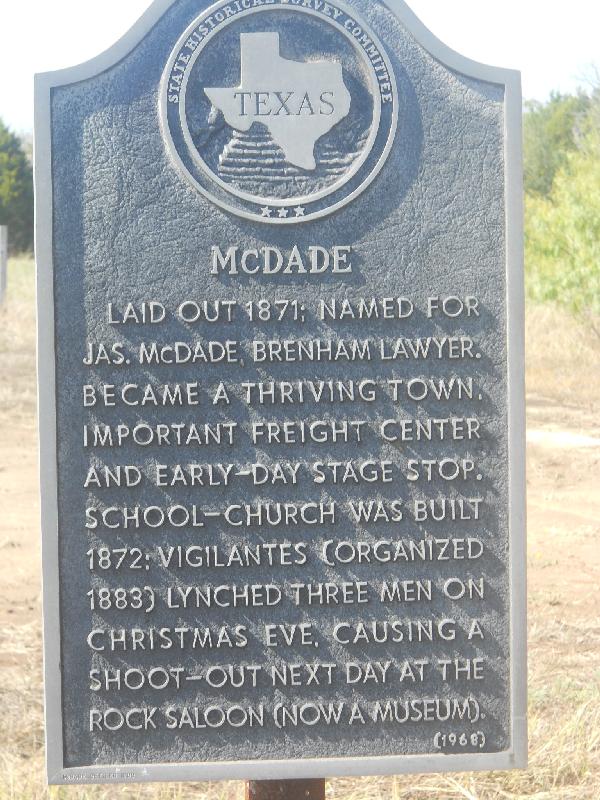 STATE HISTORICAL SURVEY COMMITTEE
TEXAS
McDADE
LAID OUT 1871; NAMED FOR
JAS. McDADE, BRENHAM LAWYER.
BECAME A THRIVING TOWN,
IMPORTANT FREIGHT CENTER
AND EARLY-DAY STAGE STOP.
SCHOOL-CHURCH WAS BUILT
1872; VIGILANTES (ORGANIZED
1883) LYNCHED THREE MEN ON
CHRISTMAS EVE, CAUSING A
SHOOT-OUT NEXT DAY AT THE
ROCK SALOON (NOW A MUSEUM).
(1968)